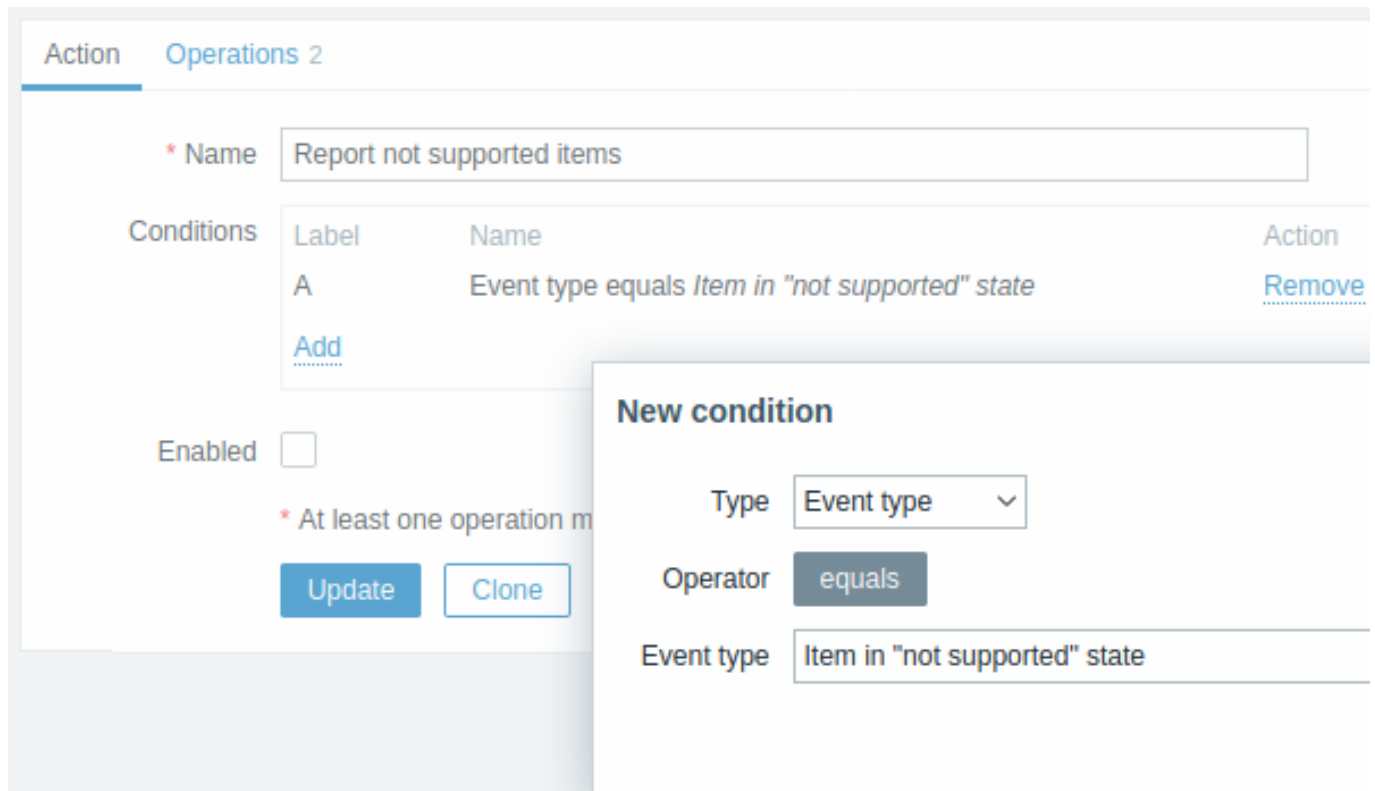 Action Operations 2
* Name Report not supported items
Conditions Label Name Action
A Event type equals Item in "not supported" state Remove
Add
New condition
Enabled
Type Event type
* At least one operation m
Operator equals
Update Clone
Event type Item in "not supported" state